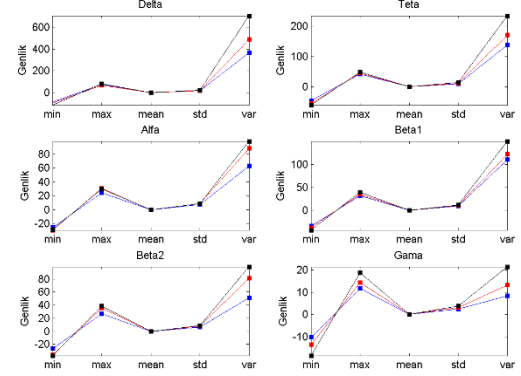 Delta
Teta
Genlik
600
400
200
0
min
max
mean
std
var
Genlik
200
100
0
min
max
mean
std
var
Alfa
Beta1
Genlik
80
60
40
20
0
-20
min
max
mean
std
var
Genlik
100
50
0
min
max
mean
std
var
Beta2
Gama
Genlik
80
60
40
20
0
-20
min
max
mean
std
var
Genlik
20
10
0
-10
min
max
mean
std
var